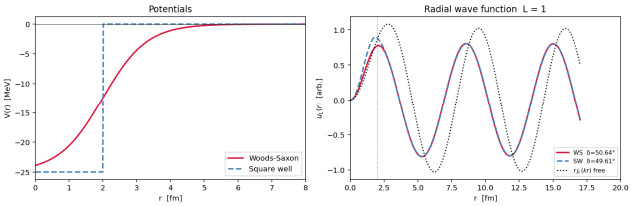 Potentials
0
−5
−10
−15
−20
−25
V(r) [MeV]
Woods-Saxon
Square well
0 1 2 3 4 5 6 7 8
r [fm]
Radial wave function L = 1
1.0
0.5
0.0
−0.5
−1.0
u_L(r) [arb.]
WS δ=50.64°
SW δ=49.61°
r j_L(kr) free
0.0 2.5 5.0 7.5 10.0 12.5 15.0 17.5 20.0
r [fm]